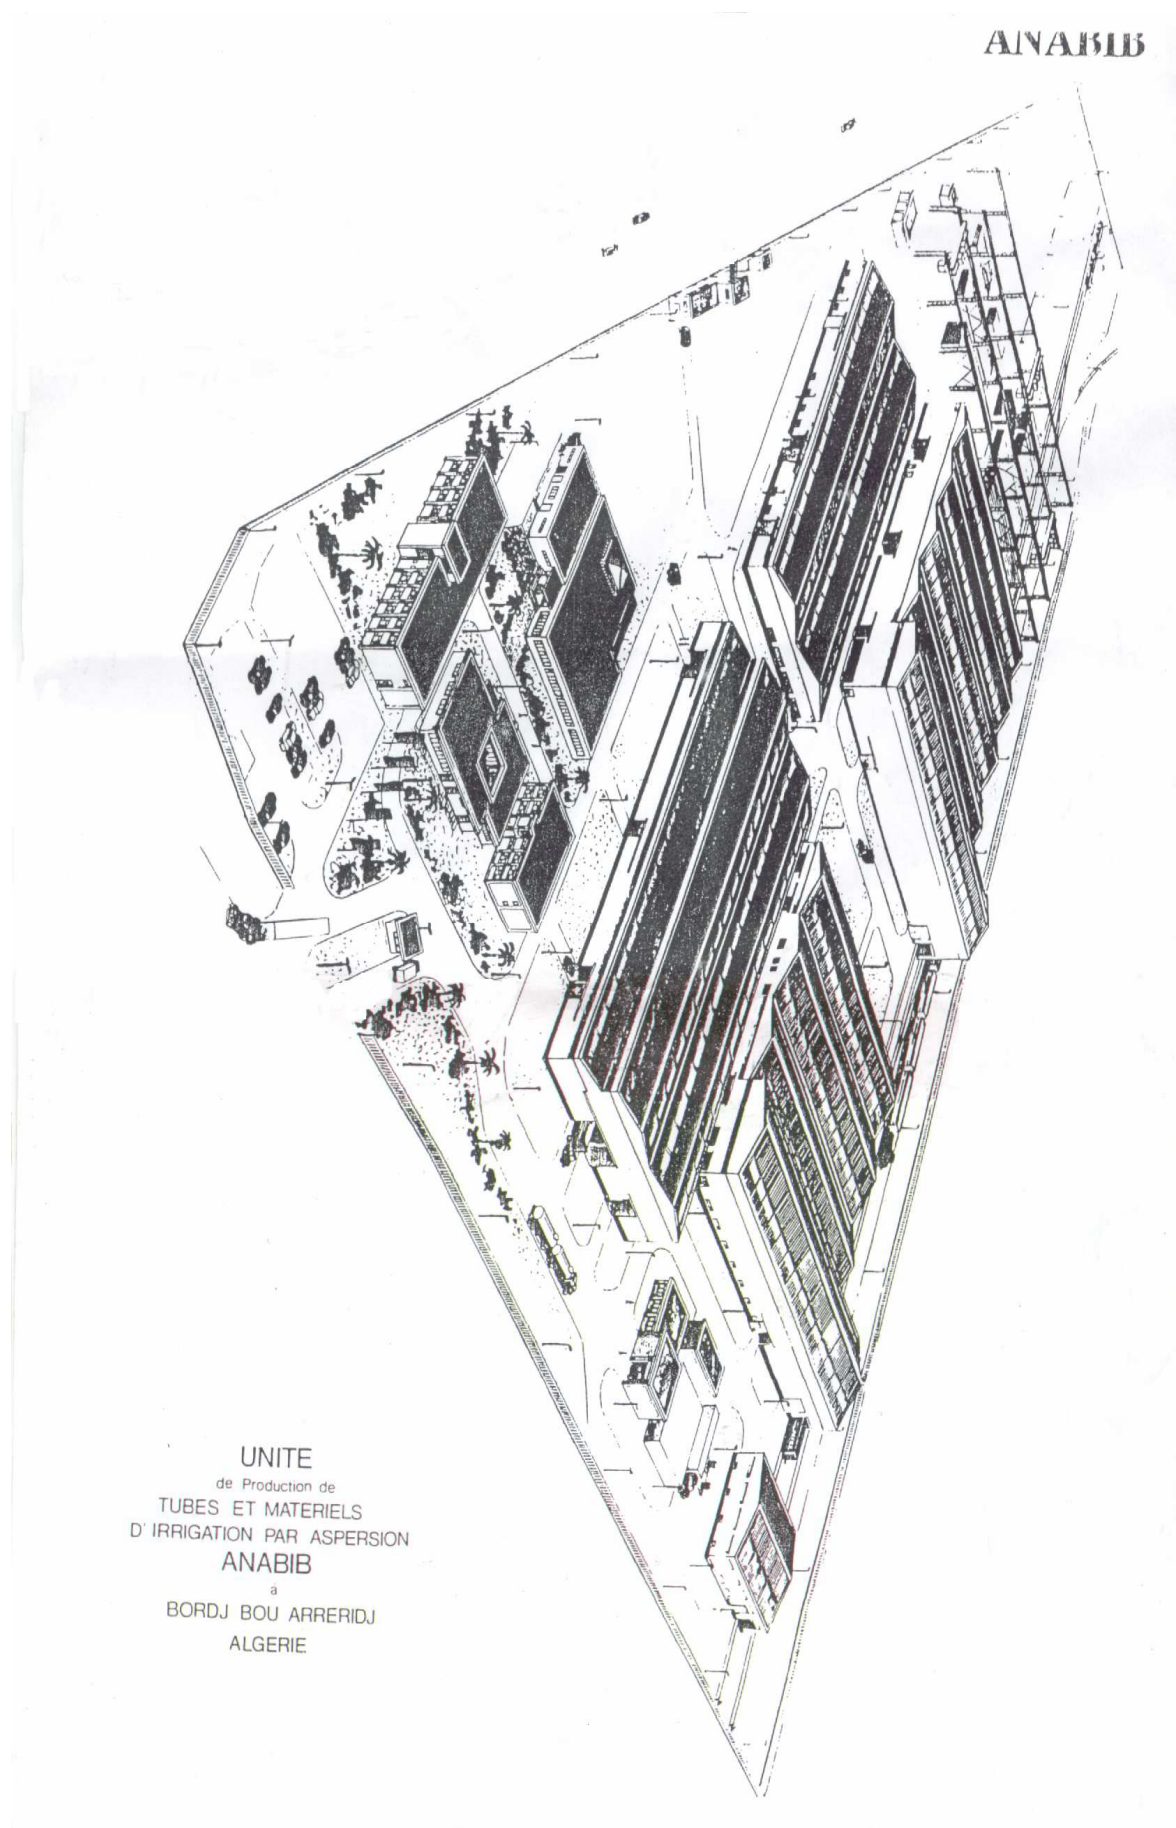 ANABIB
UNITE
de Production de
TUBES ET MATERIELS
D'IRRIGATION PAR ASPERSION
ANABIB
à
BORDJ BOU ARRERIDJ
ALGERIE